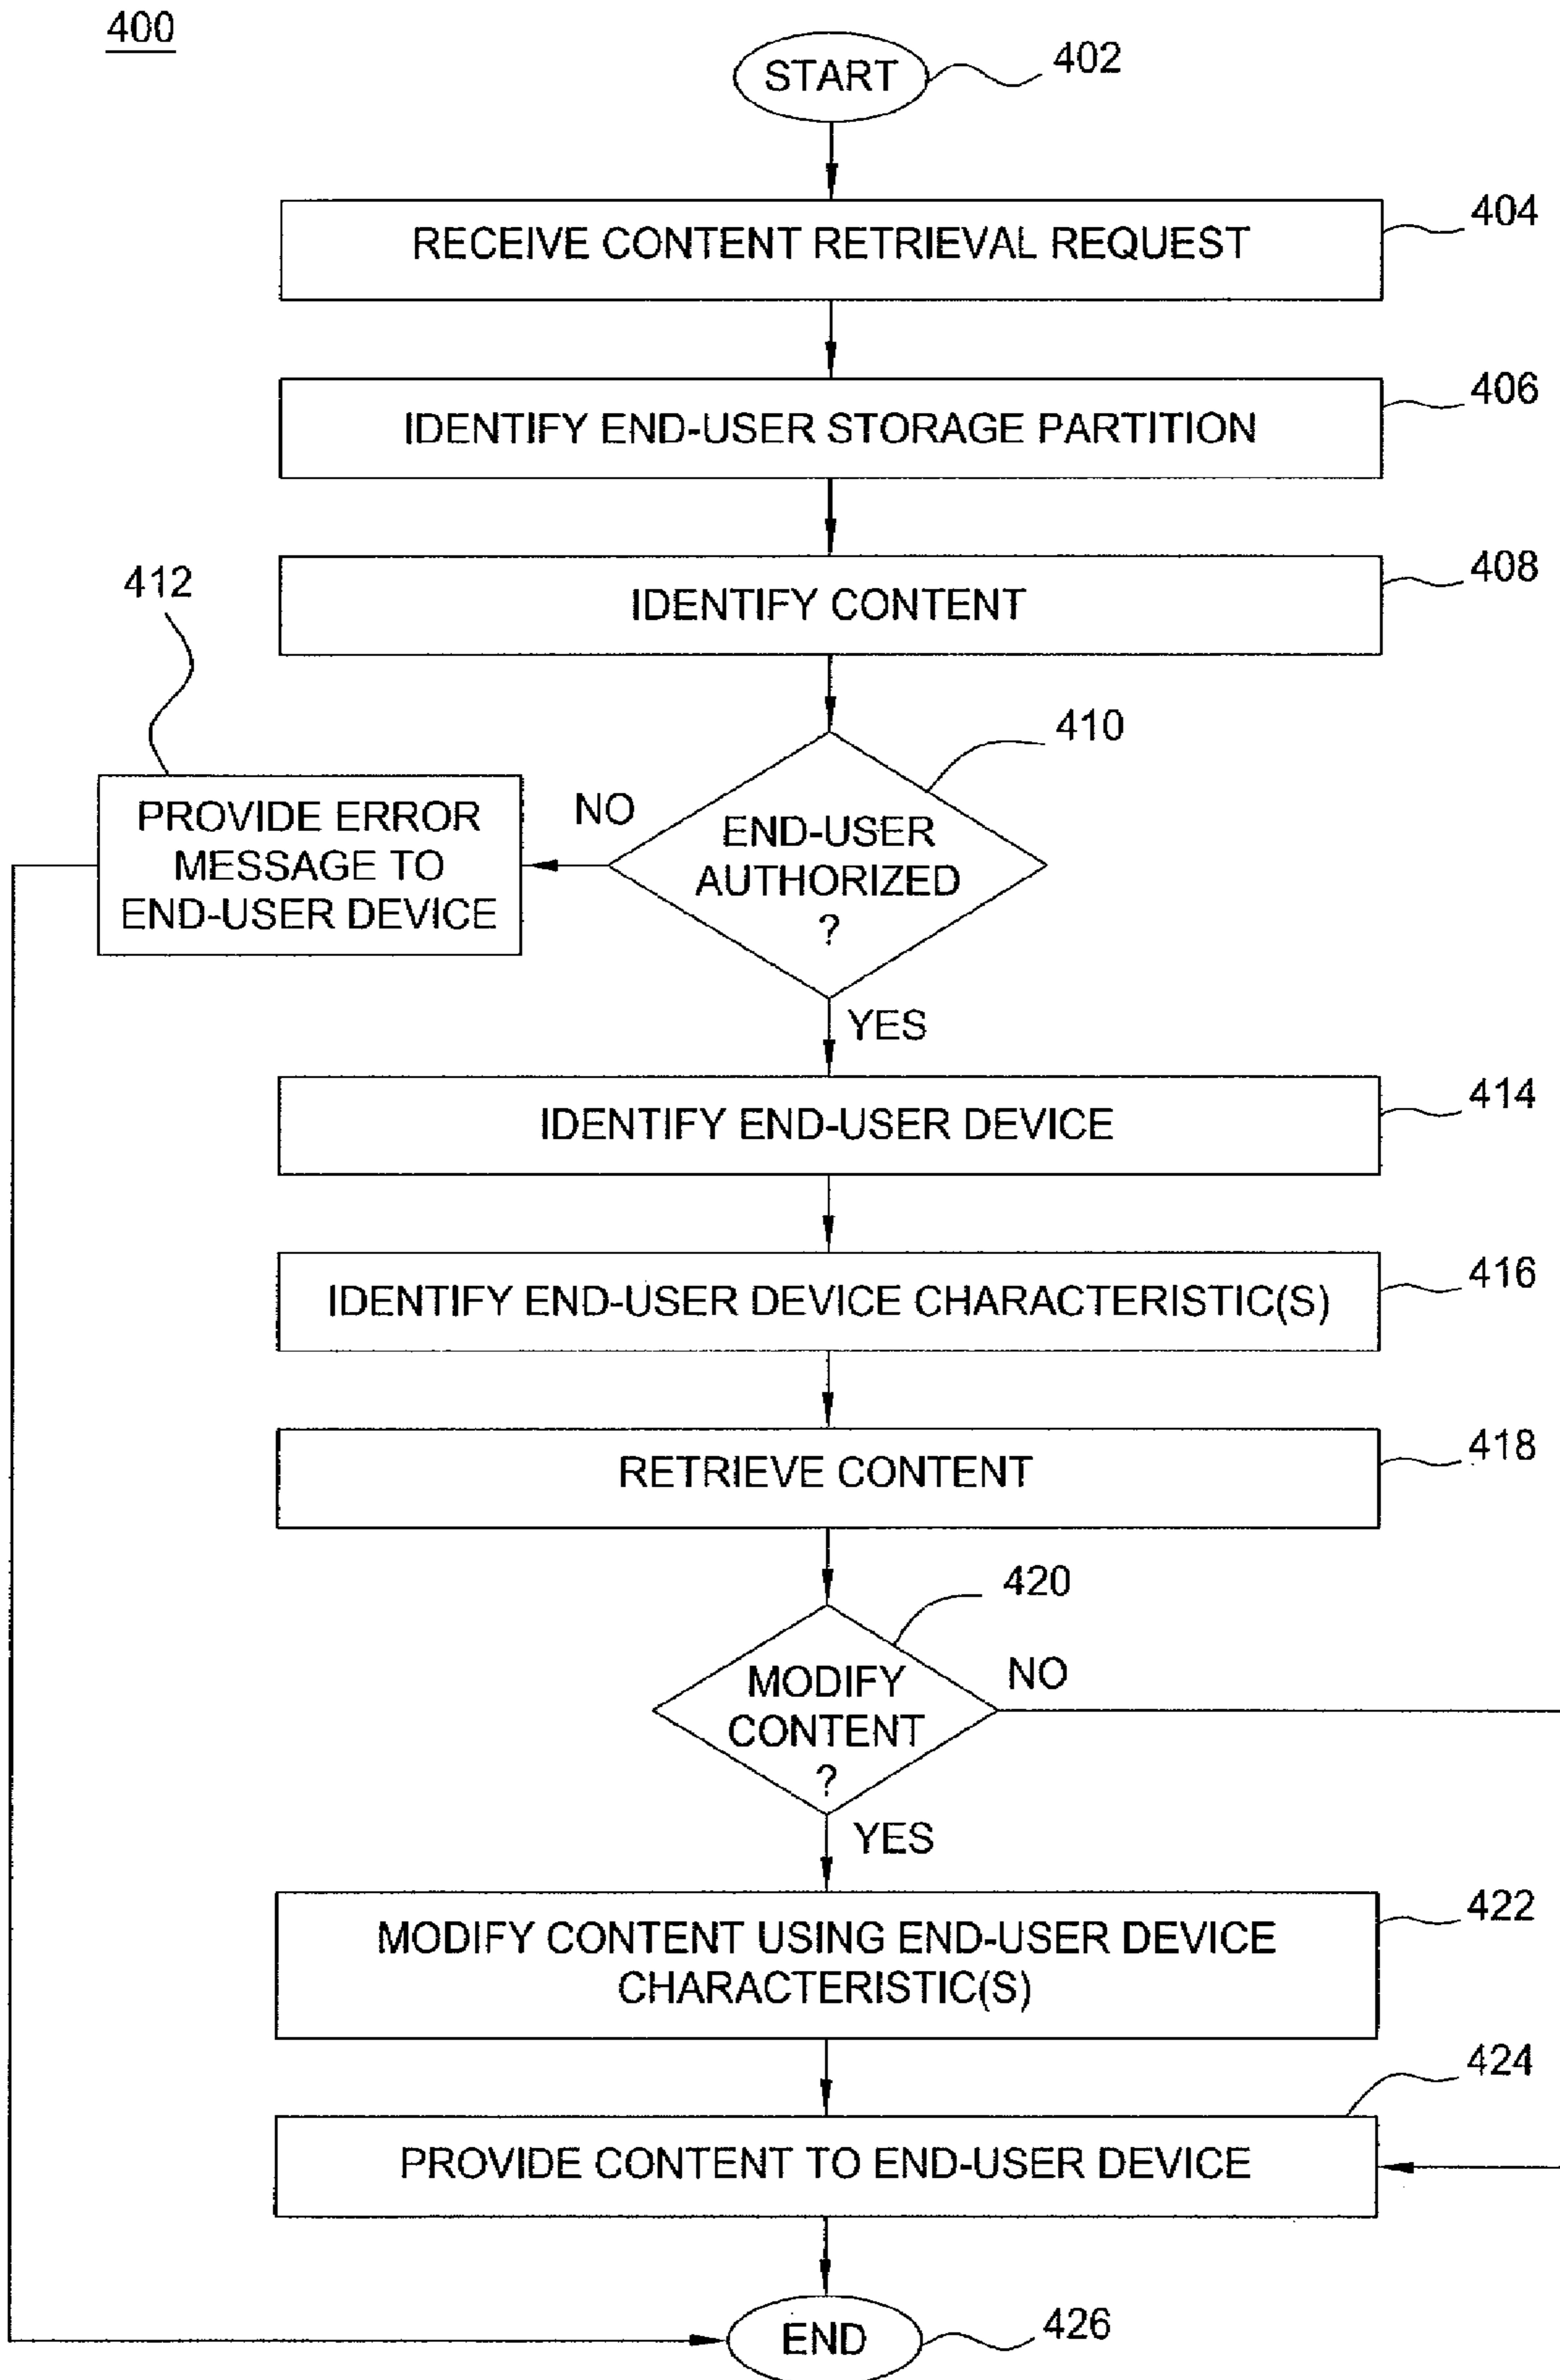 400
START
402
RECEIVE CONTENT RETRIEVAL REQUEST
404
IDENTIFY END-USER STORAGE PARTITION
406
IDENTIFY CONTENT
408
412
410
PROVIDE ERROR
MESSAGE TO
END-USER DEVICE
NO
END-USER
AUTHORIZED
?
YES
IDENTIFY END-USER DEVICE
414
IDENTIFY END-USER DEVICE CHARACTERISTIC(S)
416
RETRIEVE CONTENT
418
420
MODIFY
CONTENT
?
NO
YES
MODIFY CONTENT USING END-USER DEVICE
CHARACTERISTIC(S)
422
424
PROVIDE CONTENT TO END-USER DEVICE
END
426